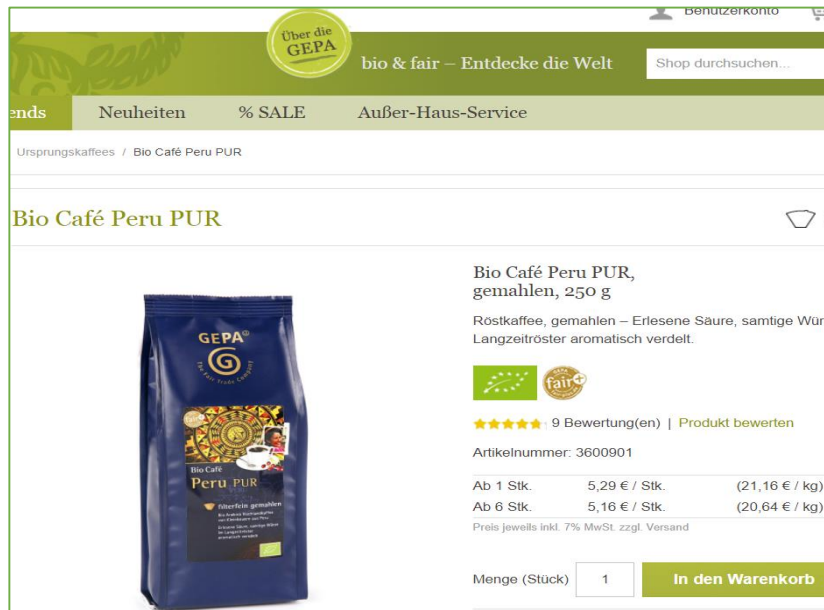 Benutzerkonto
Über die
GEPA
bio & fair – Entdecke die Welt
Shop durchsuchen...
ends
Neuheiten
% SALE
Außer-Haus-Service
Ursprungskaffees / Bio Café Peru PUR
Bio Café Peru PUR
Bio Café Peru PUR,
gemahlen, 250 g
Röstkaffee, gemahlen – Erlesene Säure, samtige Wür
Langzeitröster aromatisch verdelt.
GEPA®
The Fair Trade Company
fair+
Bio Café
Peru PUR
filterfein gemahlen
GEPA
fair+
9 Bewertung(en) | Produkt bewerten
Artikelnummer: 3600901
Ab 1 Stk. 5,29 € / Stk. (21,16 € / kg)
Ab 6 Stk. 5,16 € / Stk. (20,64 € / kg)
Preis jeweils inkl. 7% MwSt. zzgl. Versand
Menge (Stück) 1 In den Warenkorb